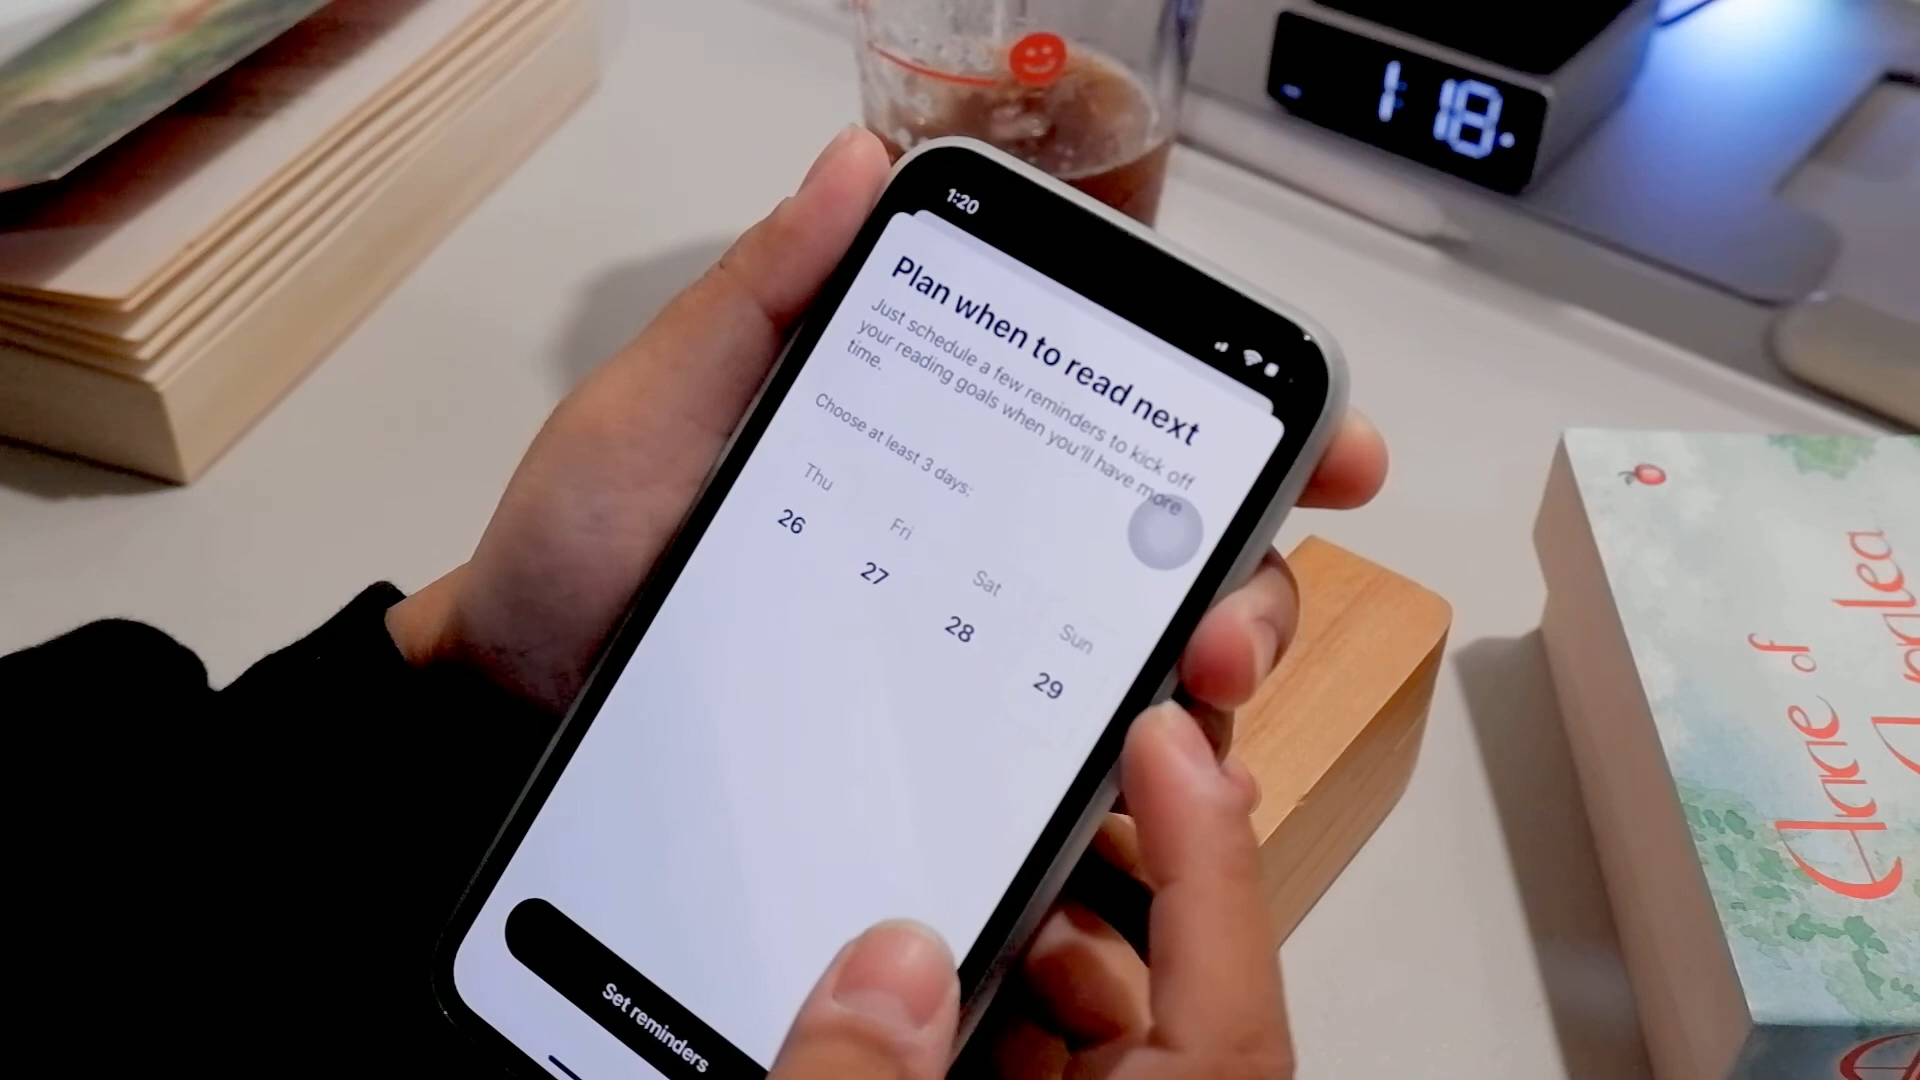 1:18
1:20
Plan when to read next
Just schedule a few reminders to kick off
your reading goals when you'll have more
time.
Choose at least 3 days:
Thu
Fri
Sat
Sun
26
27
28
29
Set reminders
Anne of